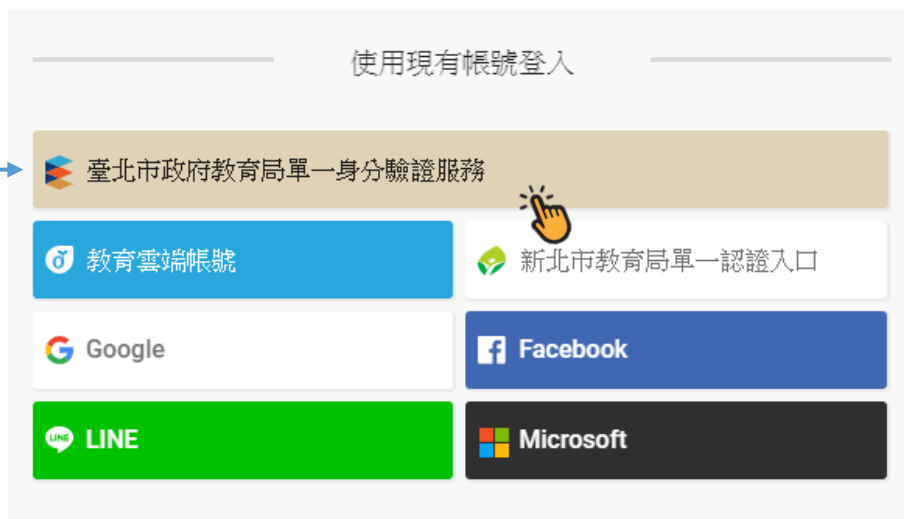 使用現有帳號登入
臺北市政府教育局單一身分驗證服務
教育雲端帳號
新北市教育局單一認證入口
Google
Facebook
LINE
Microsoft